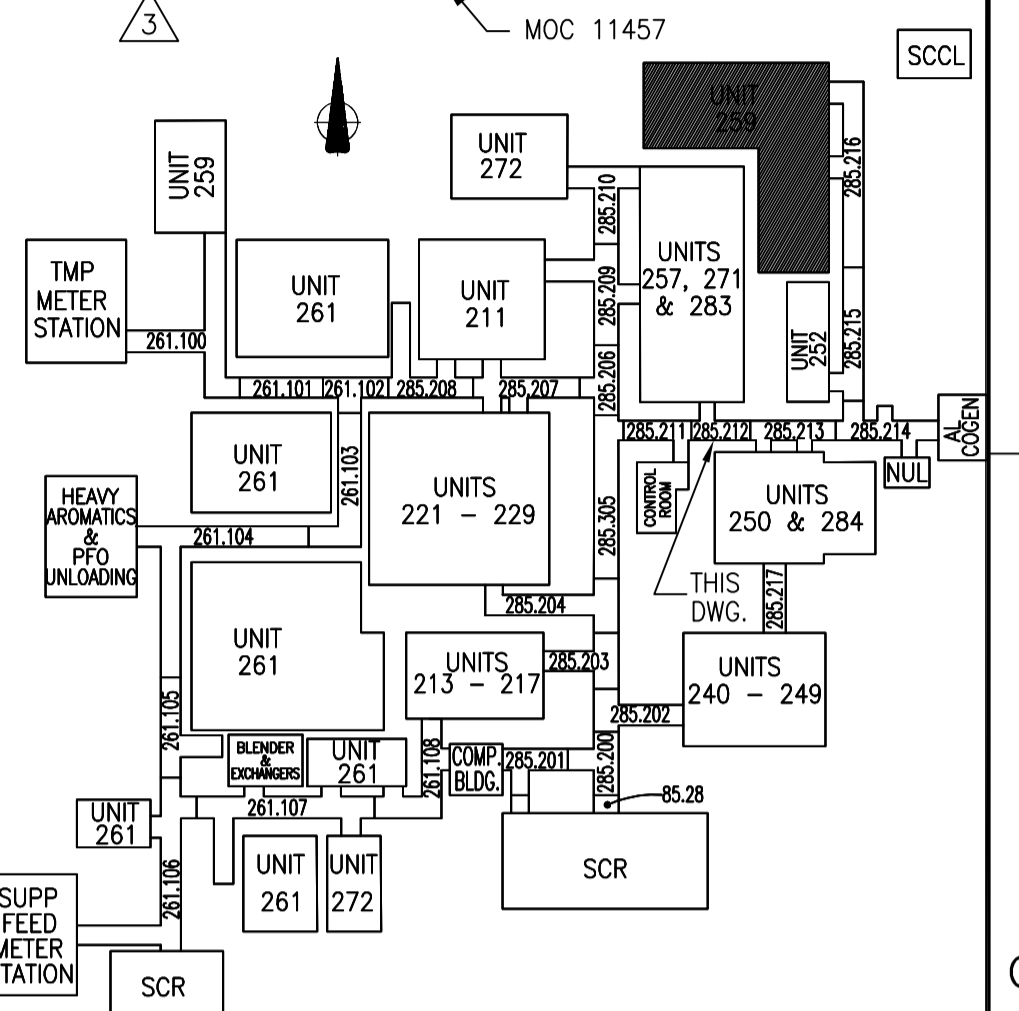 3
MOC 11457
SCCL
UNIT
259
UNIT
272
UNIT
259
285.216
285.210
TMP
METER
STATION
UNIT
261
UNIT
211
UNITS
257, 271
& 283
285.209
UNIT
252
285.215
261.100
285.206
261.101
261.102
285.208
285.207
285.211
285.212
285.213
285.214
AL
COGEN
UNIT
261
261.103
UNITS
221 - 229
CONTROL
ROOM
UNITS
250 & 284
NUL
HEAVY
AROMATICS
&
PFO
UNLOADING
261.104
285.305
THIS
DWG.
285.217
285.204
UNIT
261
UNITS
213 - 217
285.203
UNITS
240 - 249
261.105
285.202
BLENDER
&
EXCHANGERS
UNIT
261
261.108
COMP.
BLDG.
285.201
285.200
85.28
UNIT
261
261.107
261.106
UNIT
261
UNIT
272
SCR
SUPP
FEED
METER
TATION
SCR